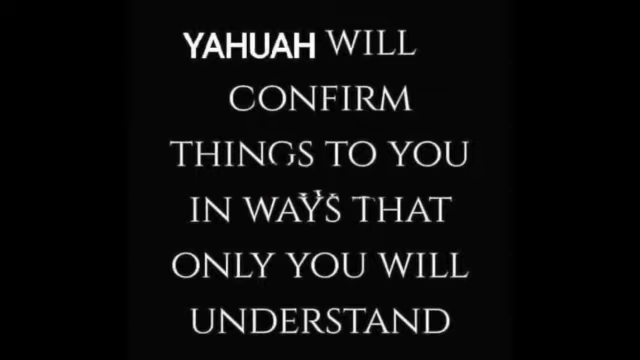 YAHUAH WILL
CONFIRM
THINGS TO YOU
IN WAYS THAT
ONLY YOU WILL
UNDERSTAND